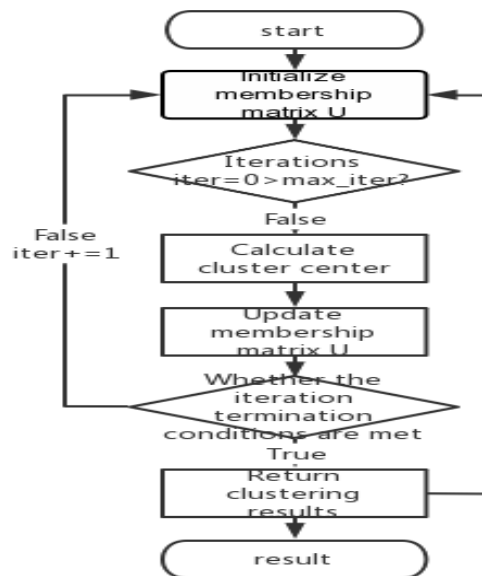 start
Initialize
membership
matrix U
Iterations
iter=0>max_iter?
False
False
iter+=1
Calculate
cluster center
Update
membership
matrix U
Whether the
iteration
termination
conditions are met
True
Return
clustering
results
result